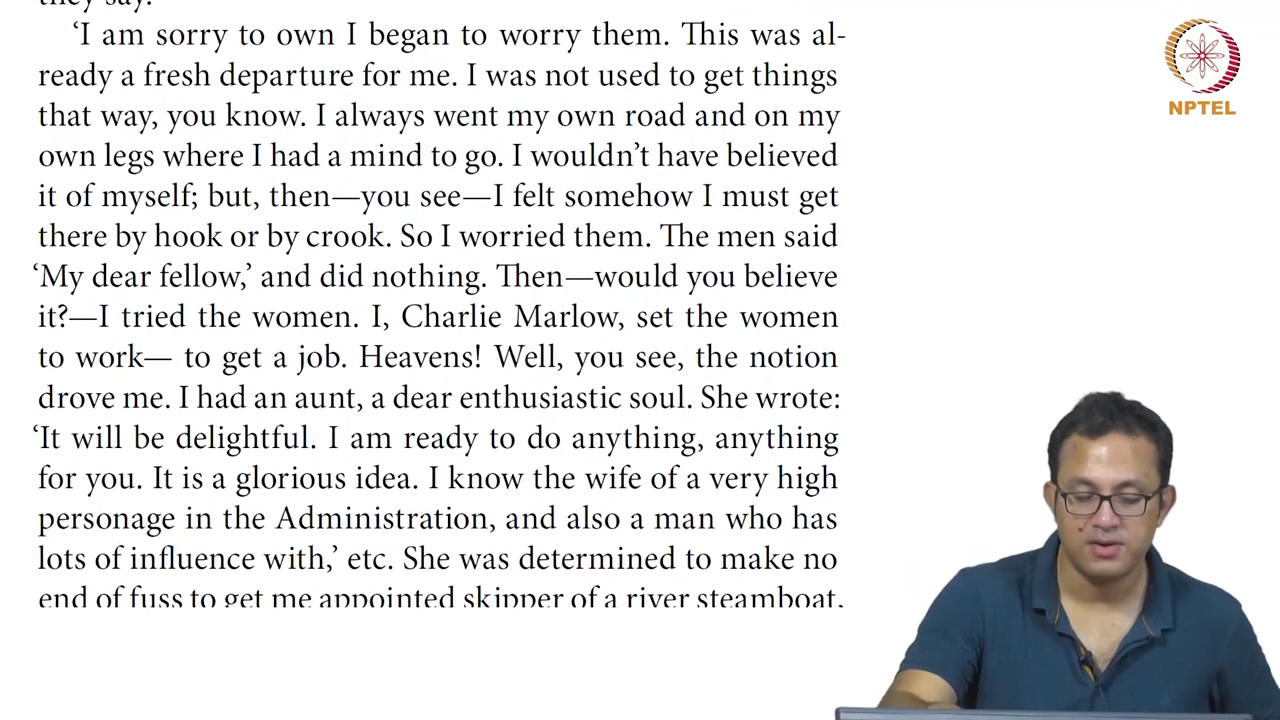 they say.
‘I am sorry to own I began to worry them. This was al-
ready a fresh departure for me. I was not used to get things
that way, you know. I always went my own road and on my
own legs where I had a mind to go. I wouldn’t have believed
it of myself; but, then—you see—I felt somehow I must get
there by hook or by crook. So I worried them. The men said
‘My dear fellow,’ and did nothing. Then—would you believe
it?—I tried the women. I, Charlie Marlow, set the women
to work— to get a job. Heavens! Well, you see, the notion
drove me. I had an aunt, a dear enthusiastic soul. She wrote:
‘It will be delightful. I am ready to do anything, anything
for you. It is a glorious idea. I know the wife of a very high
personage in the Administration, and also a man who has
lots of influence with,’ etc. She was determined to make no
end of fuss to get me appointed skipper of a river steamboat,
NPTEL